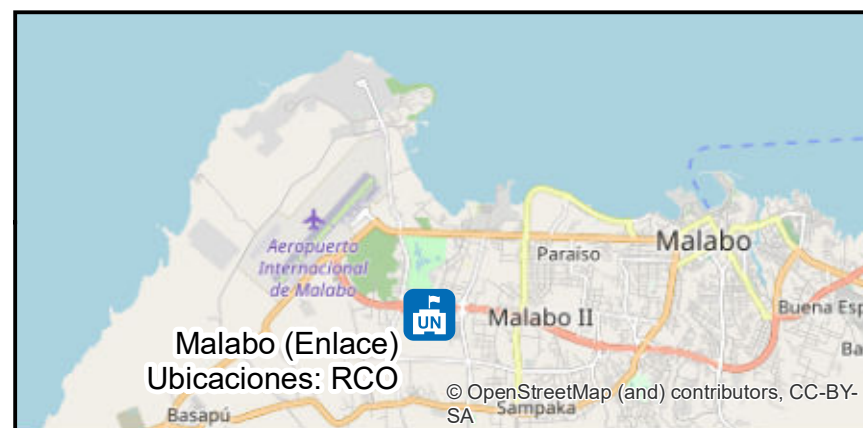 Malabo
Paraíso
Aeropuerto
Internacional
de Malabo
UN
Malabo II
Buena Esp
Malabo (Enlace)
Ubicaciones: RCO
Ba
© OpenStreetMap (and) contributors, CC-BY-
SA
Basapú
Sampaka